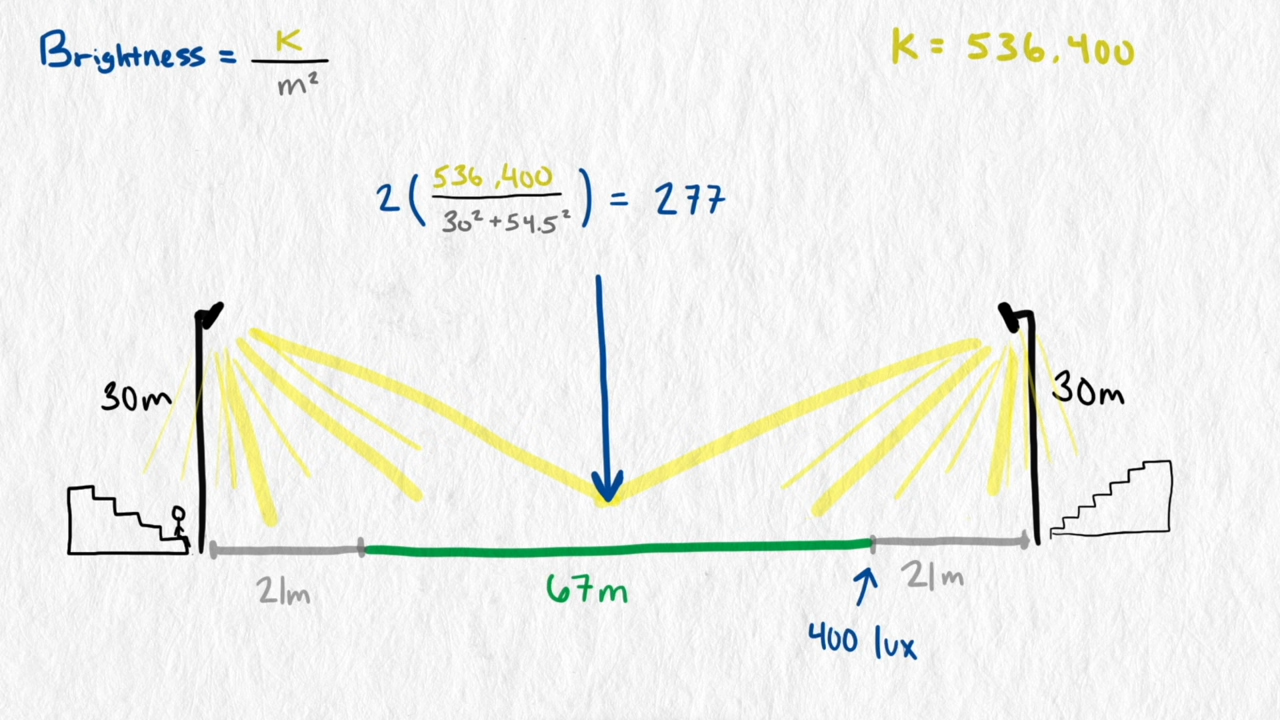 Brightness = K / m²
K = 536,400
2 ( 536,400 / 30² + 54.5² ) = 277
30m
30m
21m
67m
21m
400 lux